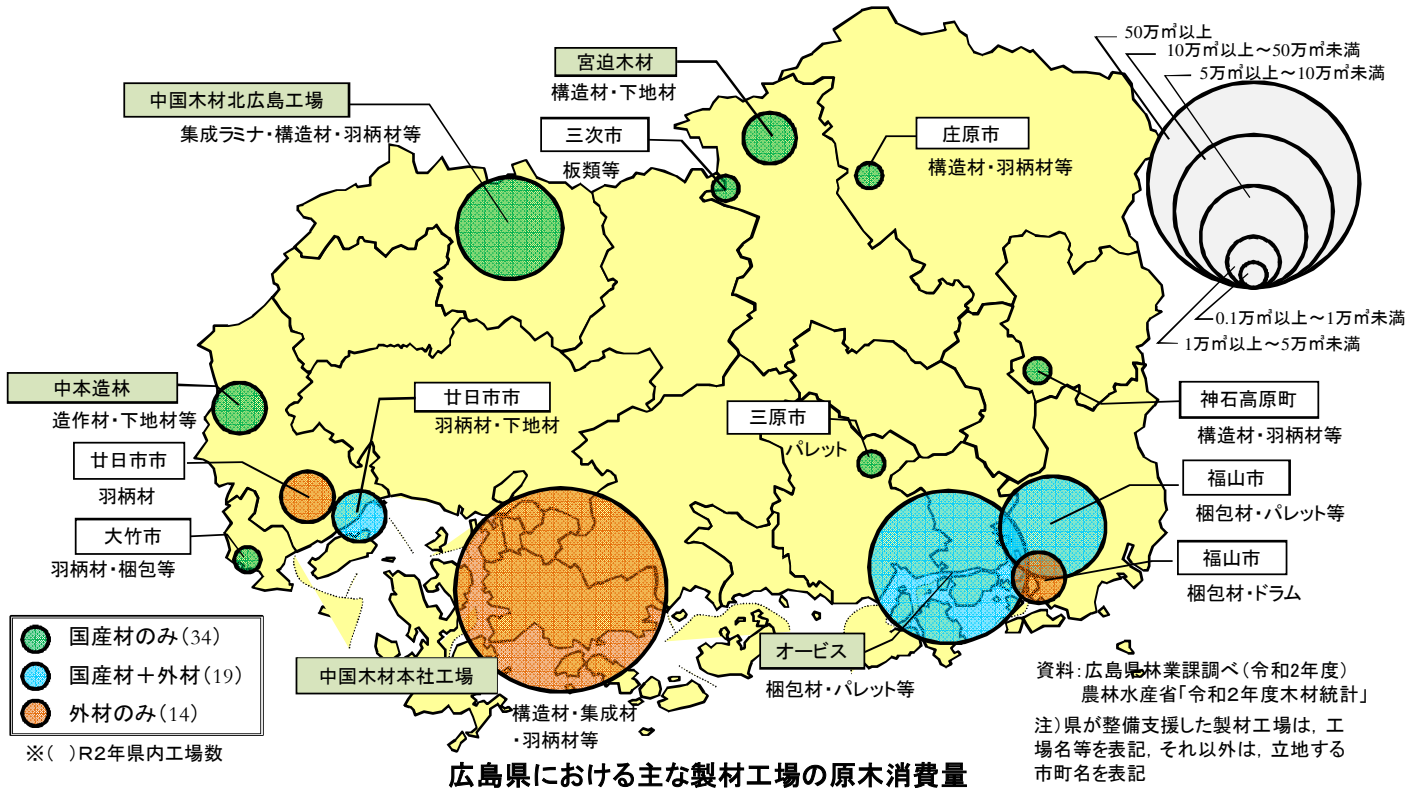 50万㎥以上
10万㎥以上～50万㎥未満
5万㎥以上～10万㎥未満
宮迫木材
構造材・下地材
中国木材北広島工場
集成ラミナ・構造材・羽柄材等
三次市
板類等
庄原市
構造材・羽柄材等
0.1万㎥以上～1万㎥未満
1万㎥以上～5万㎥未満
中本造林
造作材・下地材等
廿日市市
羽柄材・下地材
三原市
パレット
神石高原町
構造材・羽柄材等
廿日市市
羽柄材
福山市
梱包材・パレット等
大竹市
羽柄材・梱包等
福山市
梱包材・ドラム
国産材のみ(34)
国産材＋外材(19)
外材のみ(14)
※( )R2年県内工場数
中国木材本社工場
構造材・集成材
・羽柄材等
オービス
梱包材・パレット等
資料：広島県林業課調べ（令和2年度）
農林水産省「令和2年度木材統計」
注）県が整備支援した製材工場は，工
場名等を表記，それ以外は，立地する
市町名を表記
広島県における主な製材工場の原木消費量